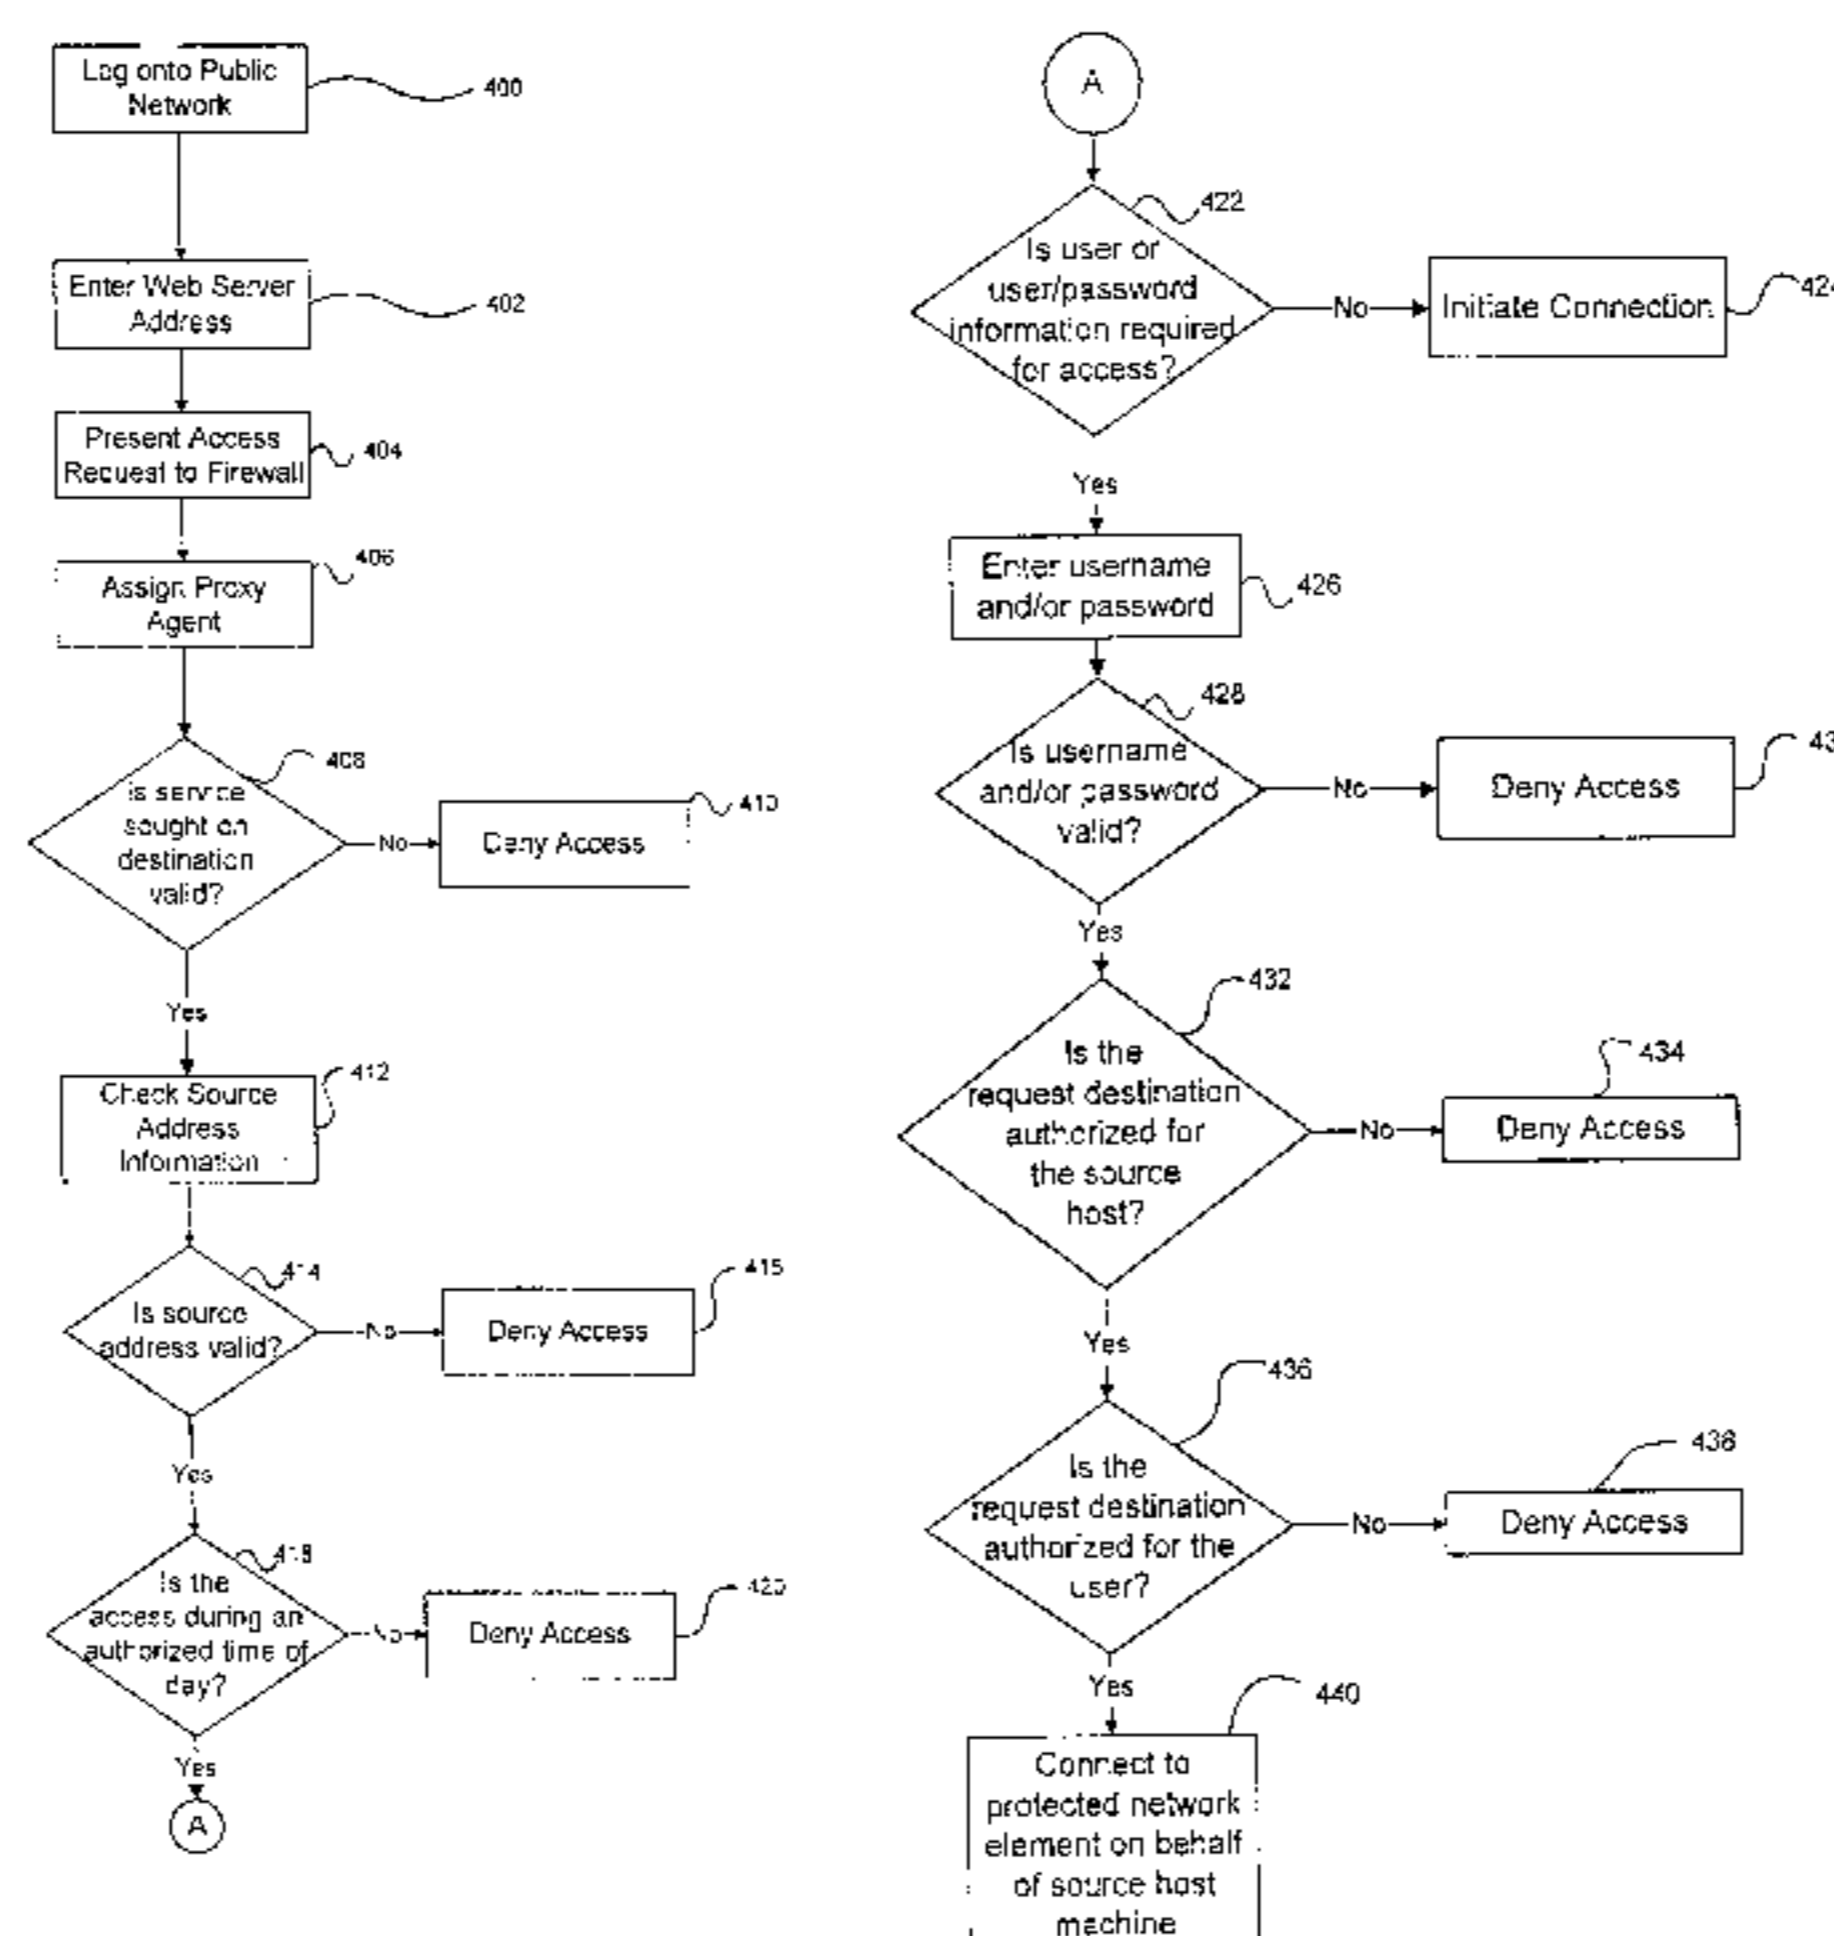 Log onto Public
Network
400
Enter Web Server
Address
402
Present Access
Request to Firewall
404
Assign Proxy
Agent
406
Is service
sought on
destination
valid?
408
No
Deny Access
410
Yes
Check Source
Address
Information
412
Is source
address valid?
414
No
Deny Access
Yes
Is the
access during an
authorized time of
day?
No
Deny Access
Yes
A
A
Is user or
user/password
information required
for access?
422
No
Initiate Connection
Yes
Enter username
and/or password
426
Is username
and/or password
valid?
428
No
Deny Access
Yes
Is the
request destination
authorized for
the source
host?
432
No
Deny Access
434
Yes
Is the
request destination
authorized for the
user?
436
No
Deny Access
Yes
Connect to
protected network
element on behalf
of source host
machine
440